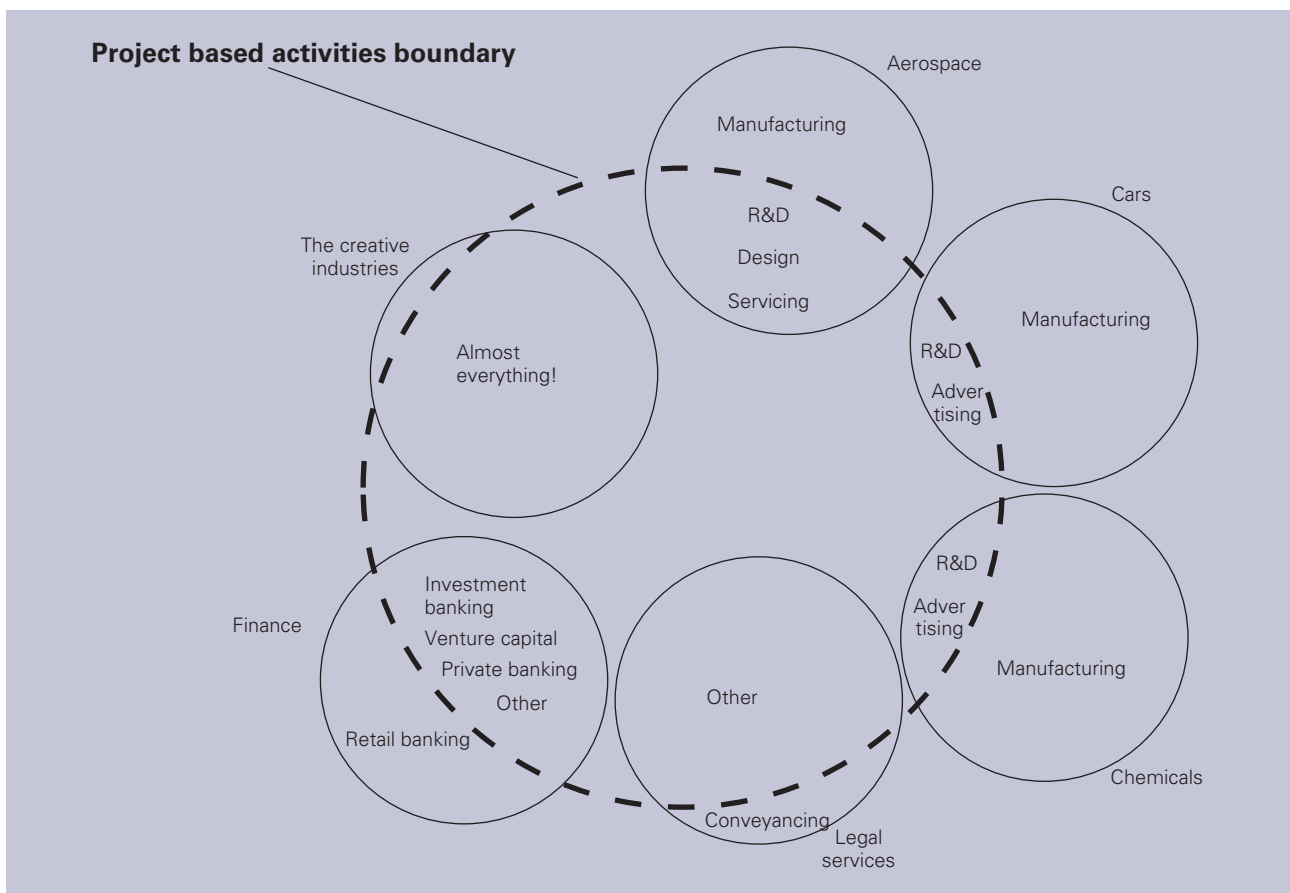 Project based activities boundary
Aerospace
Manufacturing
R&D
Design
Servicing
Cars
Manufacturing
R&D
Adver
tising
The creative
industries
Almost
everything!
R&D
Adver
tising
Manufacturing
Chemicals
Finance
Investment
banking
Venture capital
Private banking
Other
Retail banking
Other
Conveyancing
Legal
services